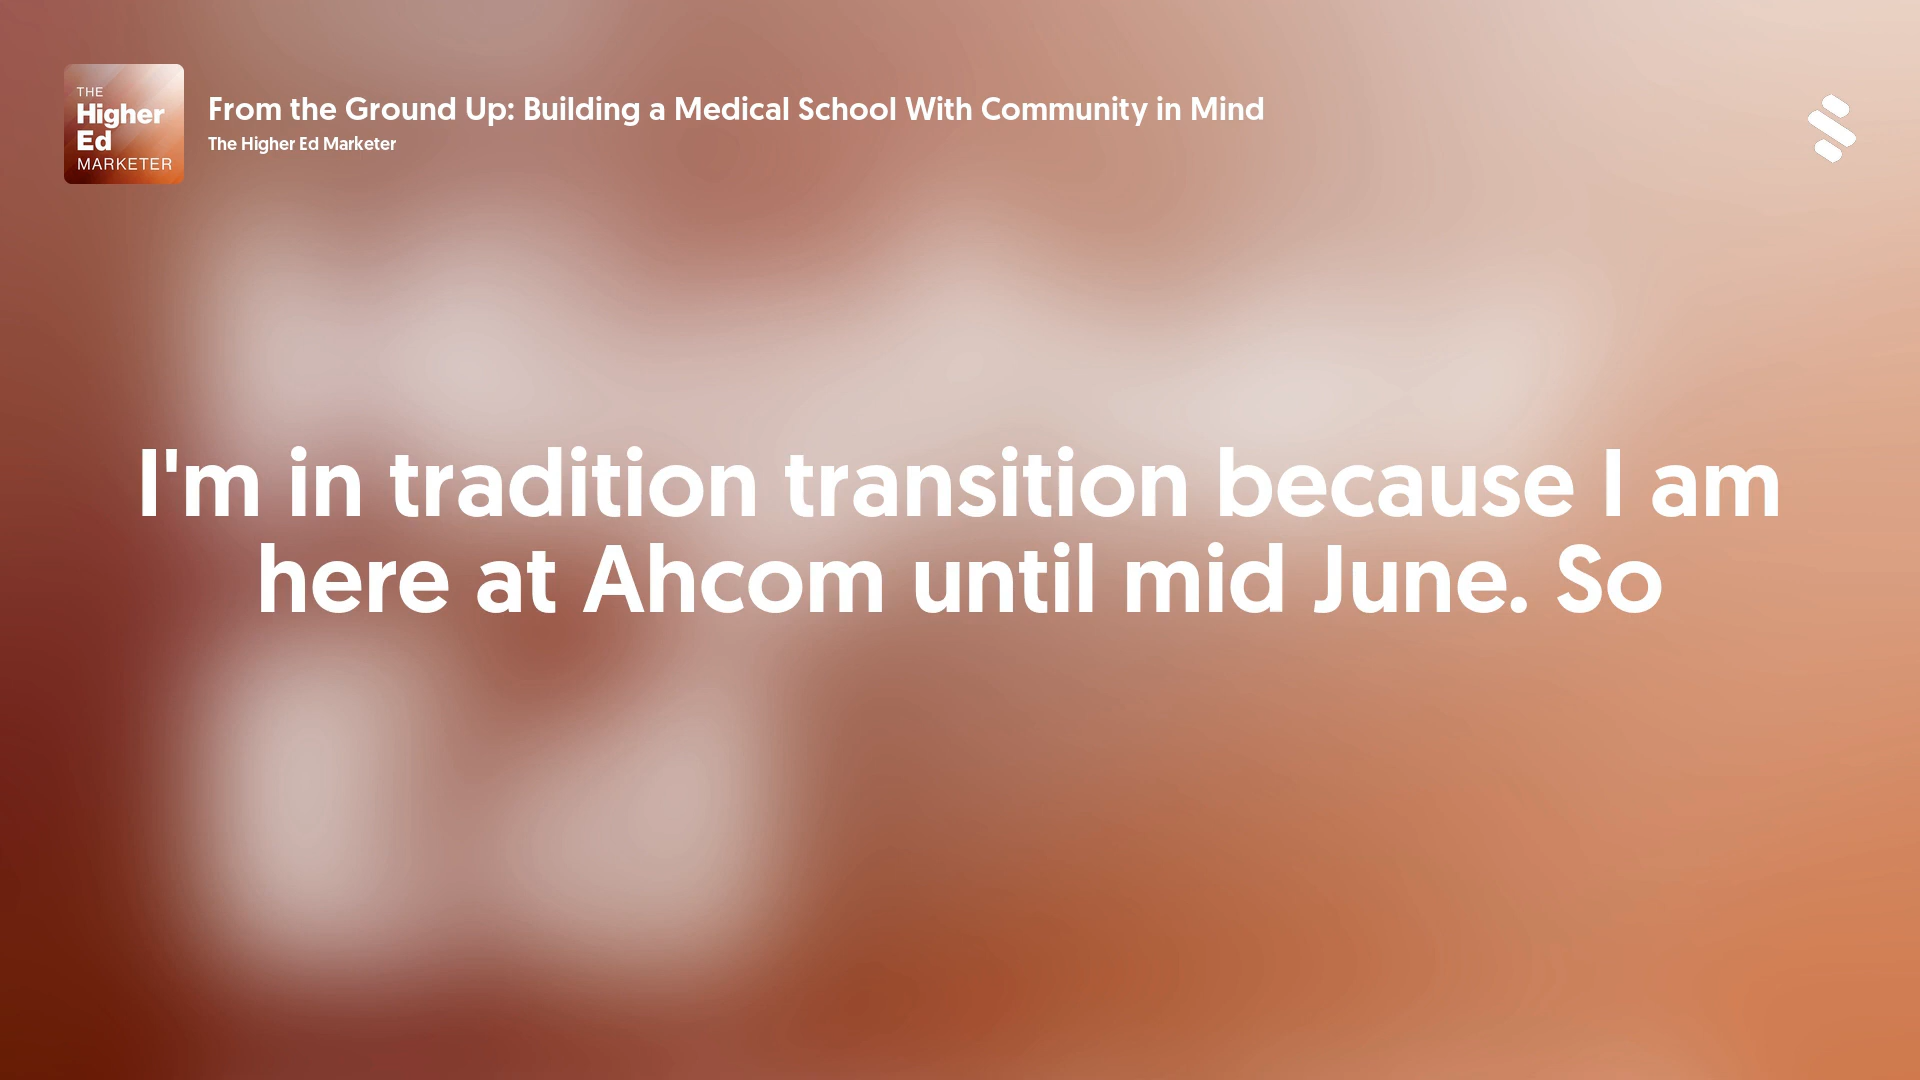 THE
Higher
Ed
MARKETER
From the Ground Up: Building a Medical School With Community in Mind
The Higher Ed Marketer
I'm in tradition transition because I am
here at Ahcom until mid June. So